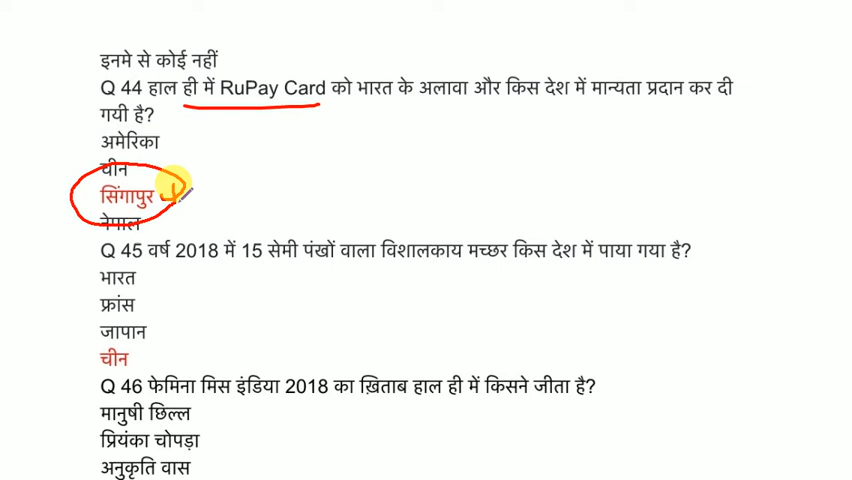 इनमे से कोई नहीं
Q 44 हाल ही में RuPay Card को भारत के अलावा और किस देश में मान्यता प्रदान कर दी
गयी है?
अमेरिका
चीन
सिंगापुर
नेपाल
Q 45 वर्ष 2018 में 15 सेमी पंखों वाला विशालकाय मच्छर किस देश में पाया गया है?
भारत
फ्रांस
जापान
चीन
Q 46 फेमिना मिस इंडिया 2018 का ख़िताब हाल ही में किसने जीता है?
मानुषी छिल्ल
प्रियंका चोपड़ा
अनुकृति वास